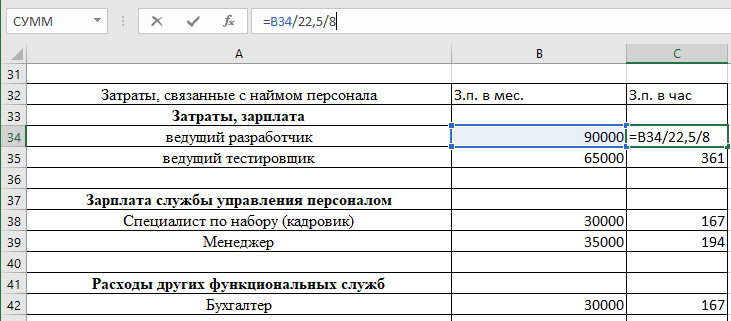 СУММ =B34/22,5/8
A B C
31
32 Затраты, связанные с наймом персонала З.п. в мес. З.п. в час
33 Затраты, зарплата
34 ведущий разработчик 90000 =B34/22,5/8
35 ведущий тестировщик 65000 361
36
37 Зарплата службы управления персоналом
38 Специалист по набору (кадровик) 30000 167
39 Менеджер 35000 194
40
41 Расходы других функциональных служб
42 Бухгалтер 30000 167